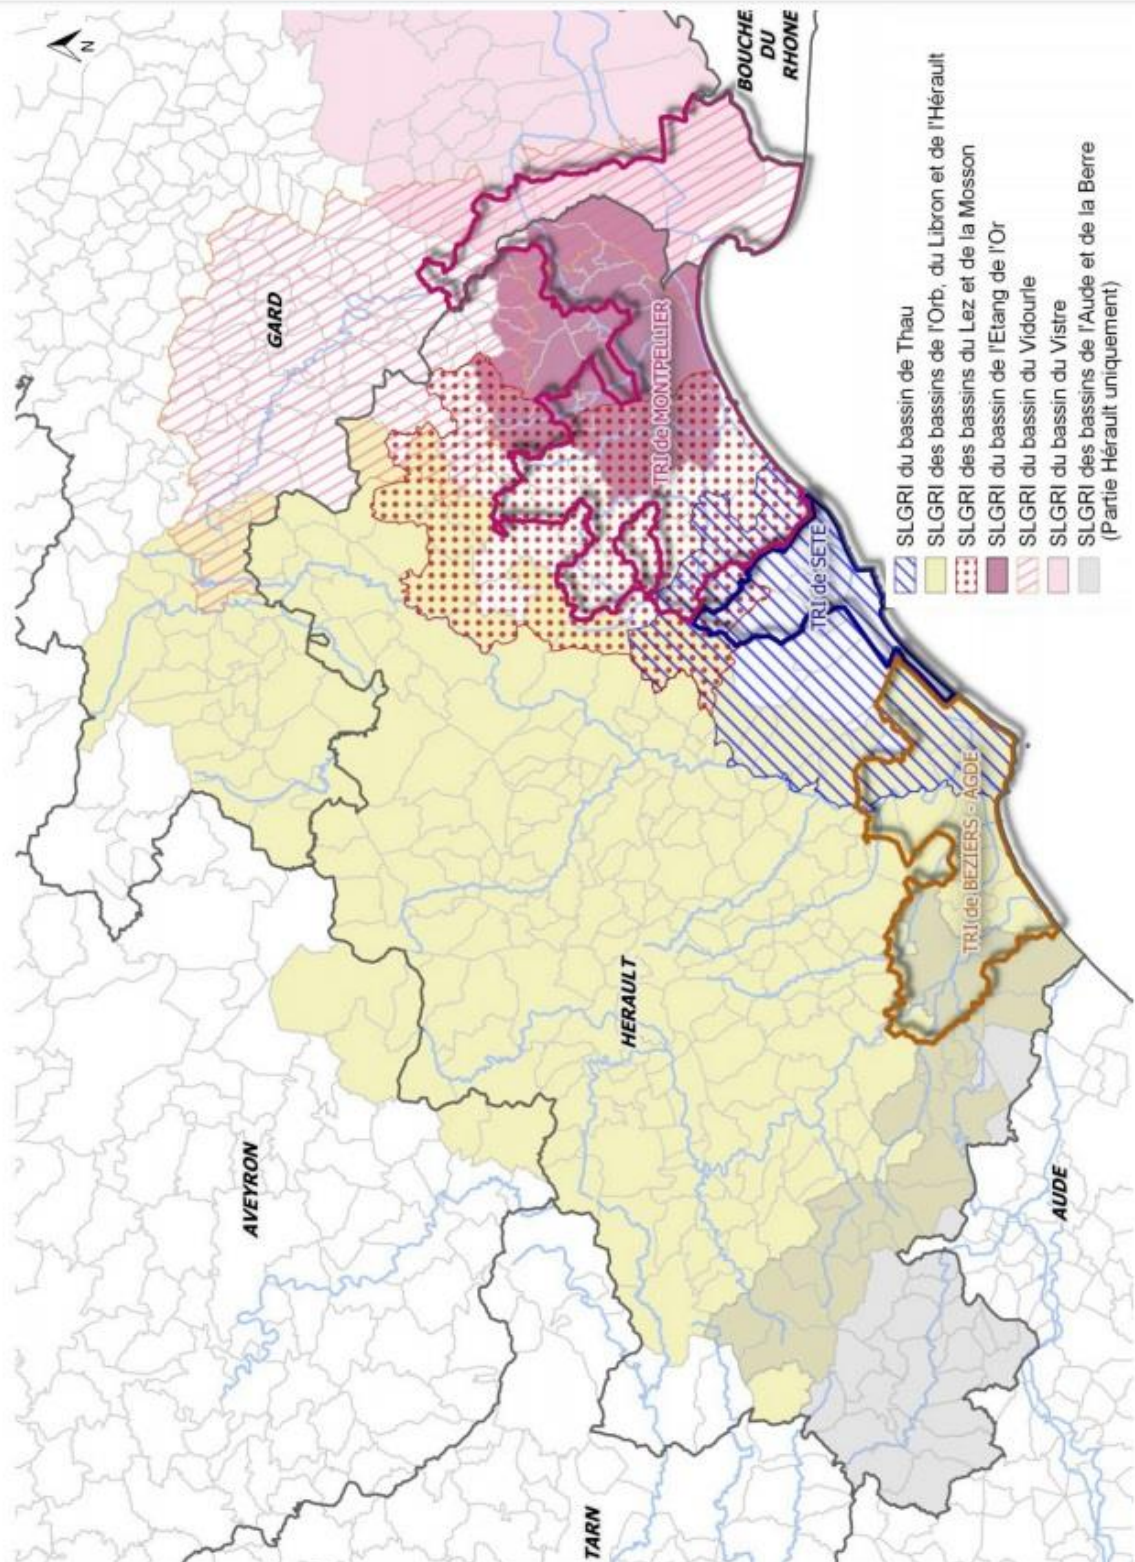 N
BOUCHE
DU
RHONE
GARD
TRI de MONTPELLIER
TRI de SETE
TRI de BEZIERS - AGDE
HERAULT
AVEYRON
AUDE
TARN
SLGRI du bassin de Thau
SLGRI des bassins de l'Orb, du Libron et de l'Hérault
SLGRI des bassins du Lez et de la Mosson
SLGRI du bassin de l'Etang de l'Or
SLGRI du bassin du Vidourle
SLGRI du bassin du Vistre
SLGRI des bassins de l'Aude et de la Berre
(Partie Hérault uniquement)